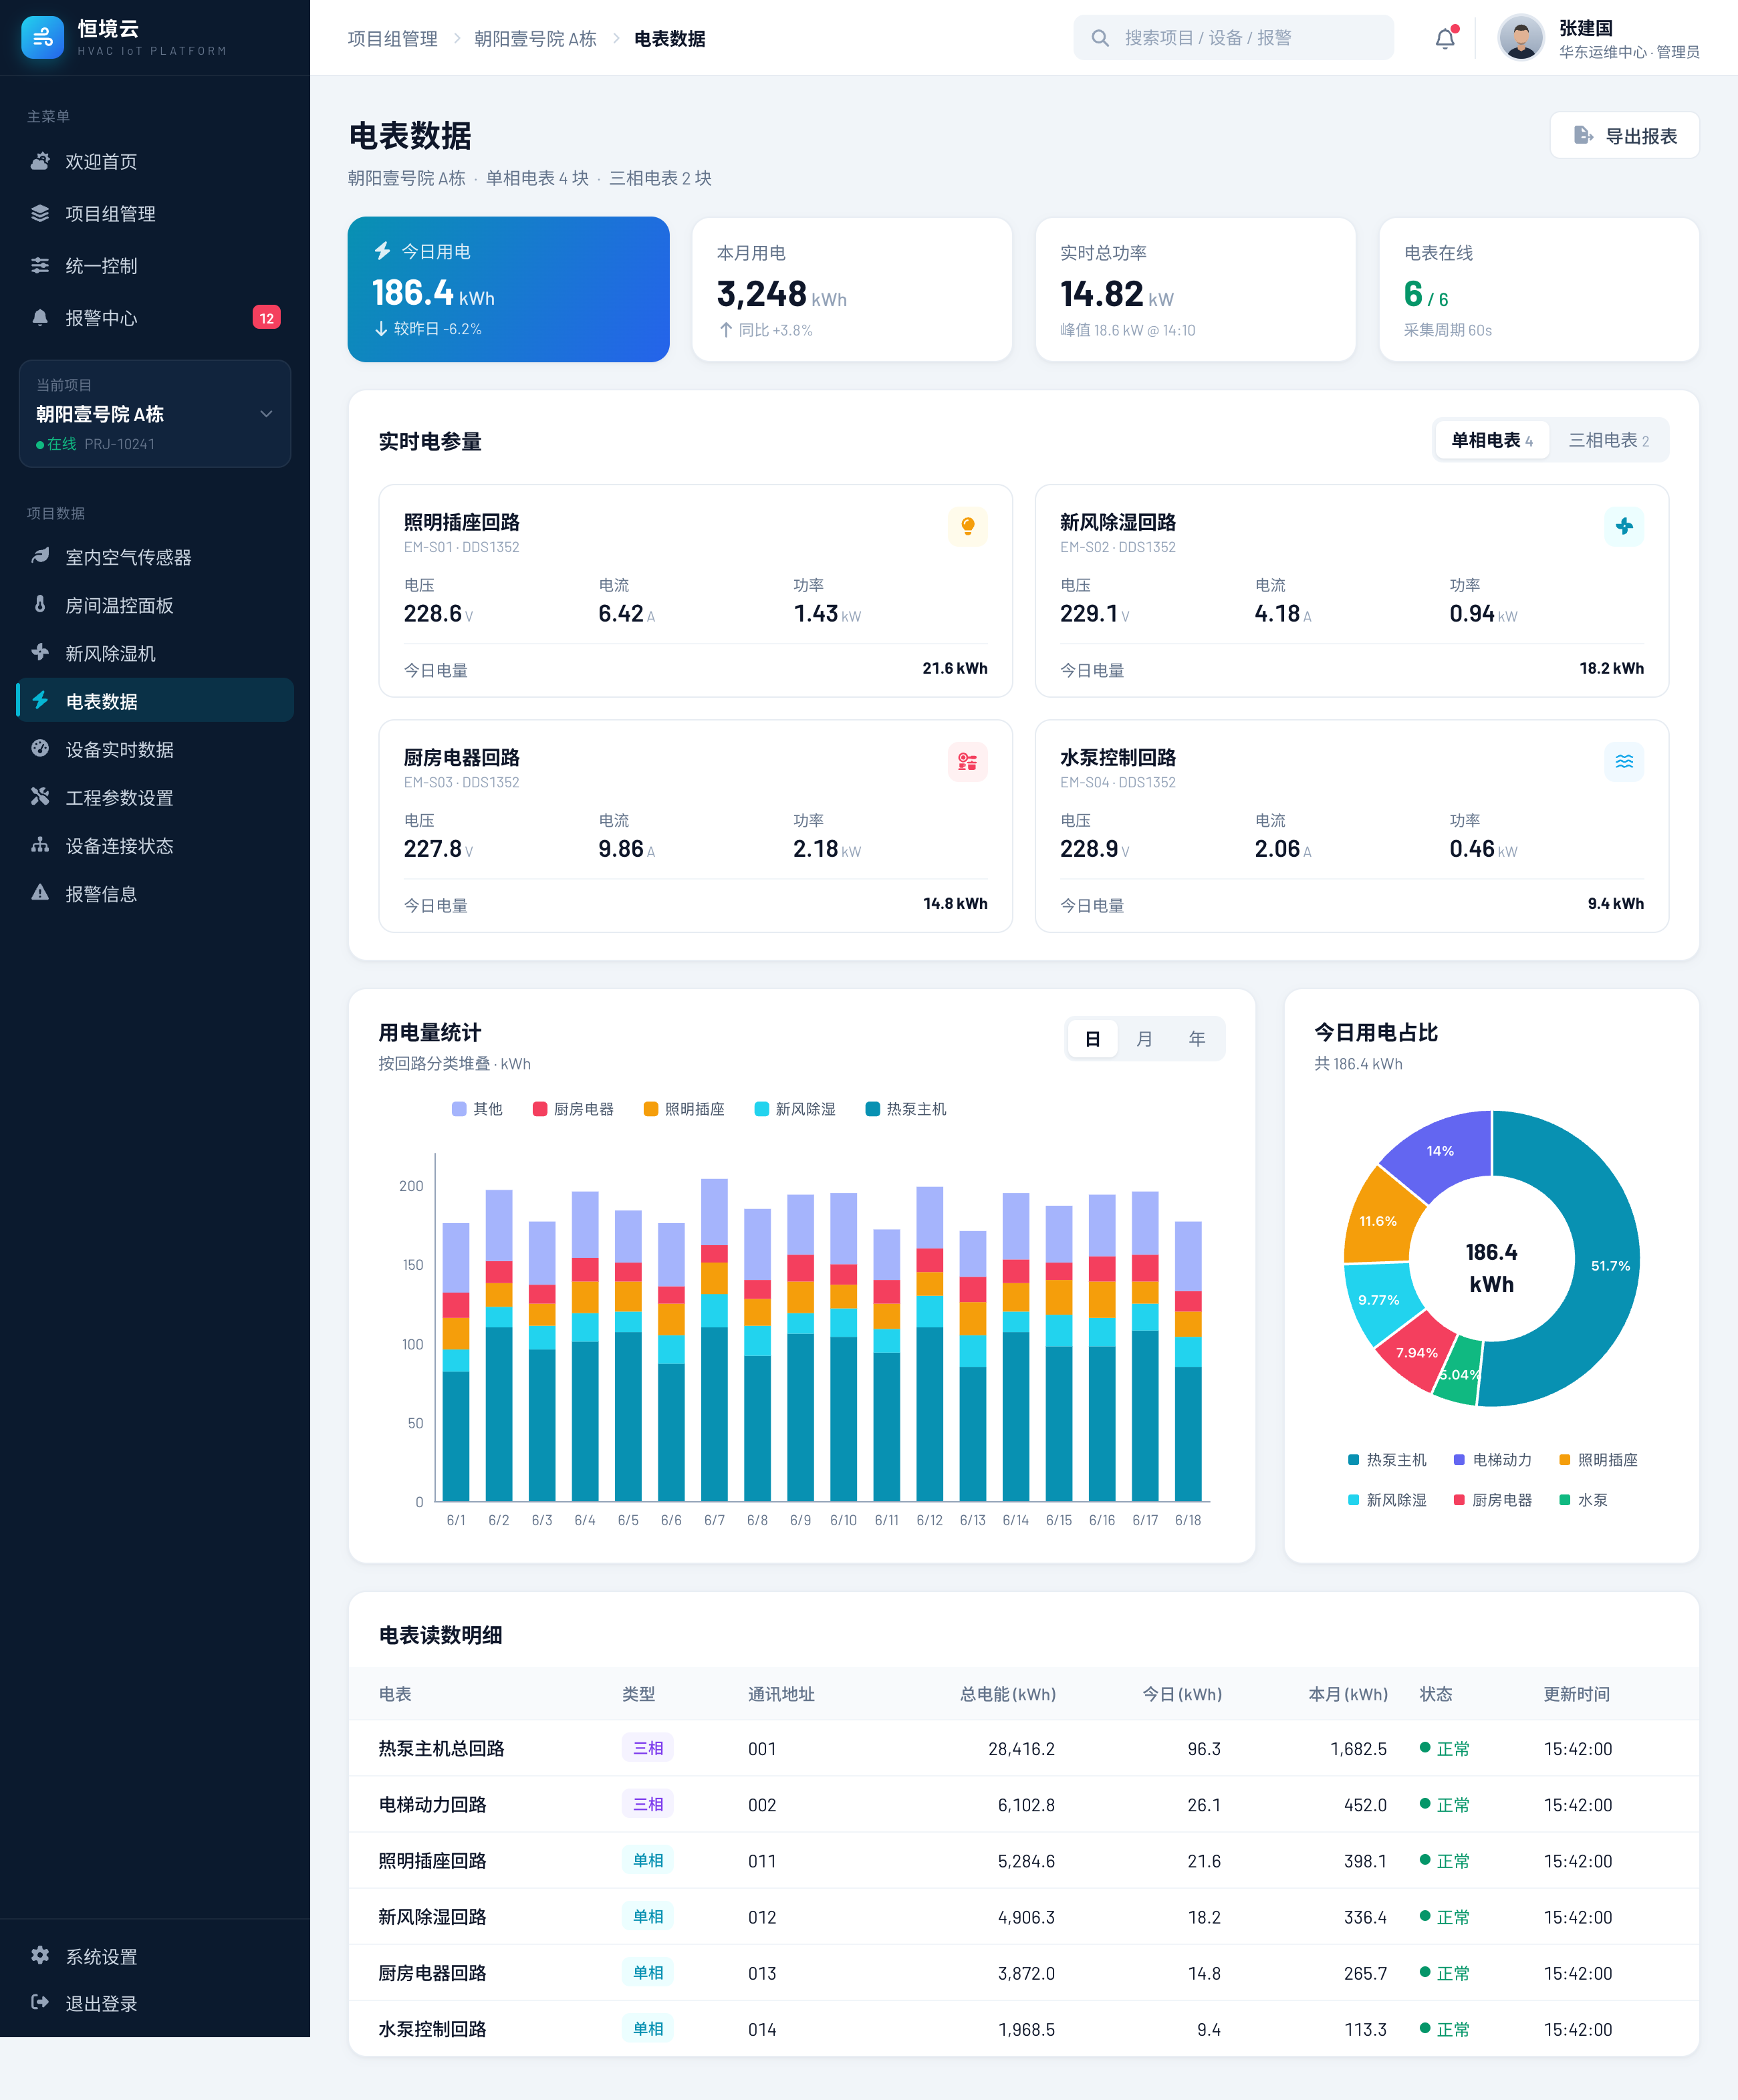 恒境云
HVAC IoT PLATFORM
主菜单
欢迎首页
项目组管理
统一控制
报警中心 12
当前项目
朝阳壹号院 A栋
在线 PRJ-10241
项目数据
室内空气传感器
房间温控面板
新风除湿机
电表数据
设备实时数据
工程参数设置
设备连接状态
报警信息
系统设置
退出登录
项目组管理 朝阳壹号院 A栋 电表数据
搜索项目 / 设备 / 报警
张建国
华东运维中心 · 管理员
电表数据
朝阳壹号院 A栋 · 单相电表 4 块 · 三相电表 2 块
导出报表
今日用电
186.4 kWh
较昨日 -6.2%
本月用电
3,248 kWh
同比 +3.8%
实时总功率
14.82 kW
峰值 18.6 kW @ 14:10
电表在线
6 / 6
采集周期 60s
实时电参量
单相电表 4 三相电表 2
照明插座回路
EM-S01 · DDS1352
电压 电流 功率
228.6 V 6.42 A 1.43 kW
今日电量 21.6 kWh
新风除湿回路
EM-S02 · DDS1352
电压 电流 功率
229.1 V 4.18 A 0.94 kW
今日电量 18.2 kWh
厨房电器回路
EM-S03 · DDS1352
电压 电流 功率
227.8 V 9.86 A 2.18 kW
今日电量 14.8 kWh
水泵控制回路
EM-S04 · DDS1352
电压 电流 功率
228.9 V 2.06 A 0.46 kW
今日电量 9.4 kWh
用电量统计
按回路分类堆叠 · kWh
日 月 年
其他 厨房电器 照明插座 新风除湿 热泵主机
200
150
100
50
0
6/1 6/2 6/3 6/4 6/5 6/6 6/7 6/8 6/9 6/10 6/11 6/12 6/13 6/14 6/15 6/16 6/17 6/18
今日用电占比
共 186.4 kWh
14%
11.6%
9.77%
7.94%
5.04%
51.7%
186.4
kWh
热泵主机 电梯动力 照明插座
新风除湿 厨房电器 水泵
电表读数明细
电表 类型 通讯地址 总电能 (kWh) 今日 (kWh) 本月 (kWh) 状态 更新时间
热泵主机总回路 三相 001 28,416.2 96.3 1,682.5 正常 15:42:00
电梯动力回路 三相 002 6,102.8 26.1 452.0 正常 15:42:00
照明插座回路 单相 011 5,284.6 21.6 398.1 正常 15:42:00
新风除湿回路 单相 012 4,906.3 18.2 336.4 正常 15:42:00
厨房电器回路 单相 013 3,872.0 14.8 265.7 正常 15:42:00
水泵控制回路 单相 014 1,968.5 9.4 113.3 正常 15:42:00